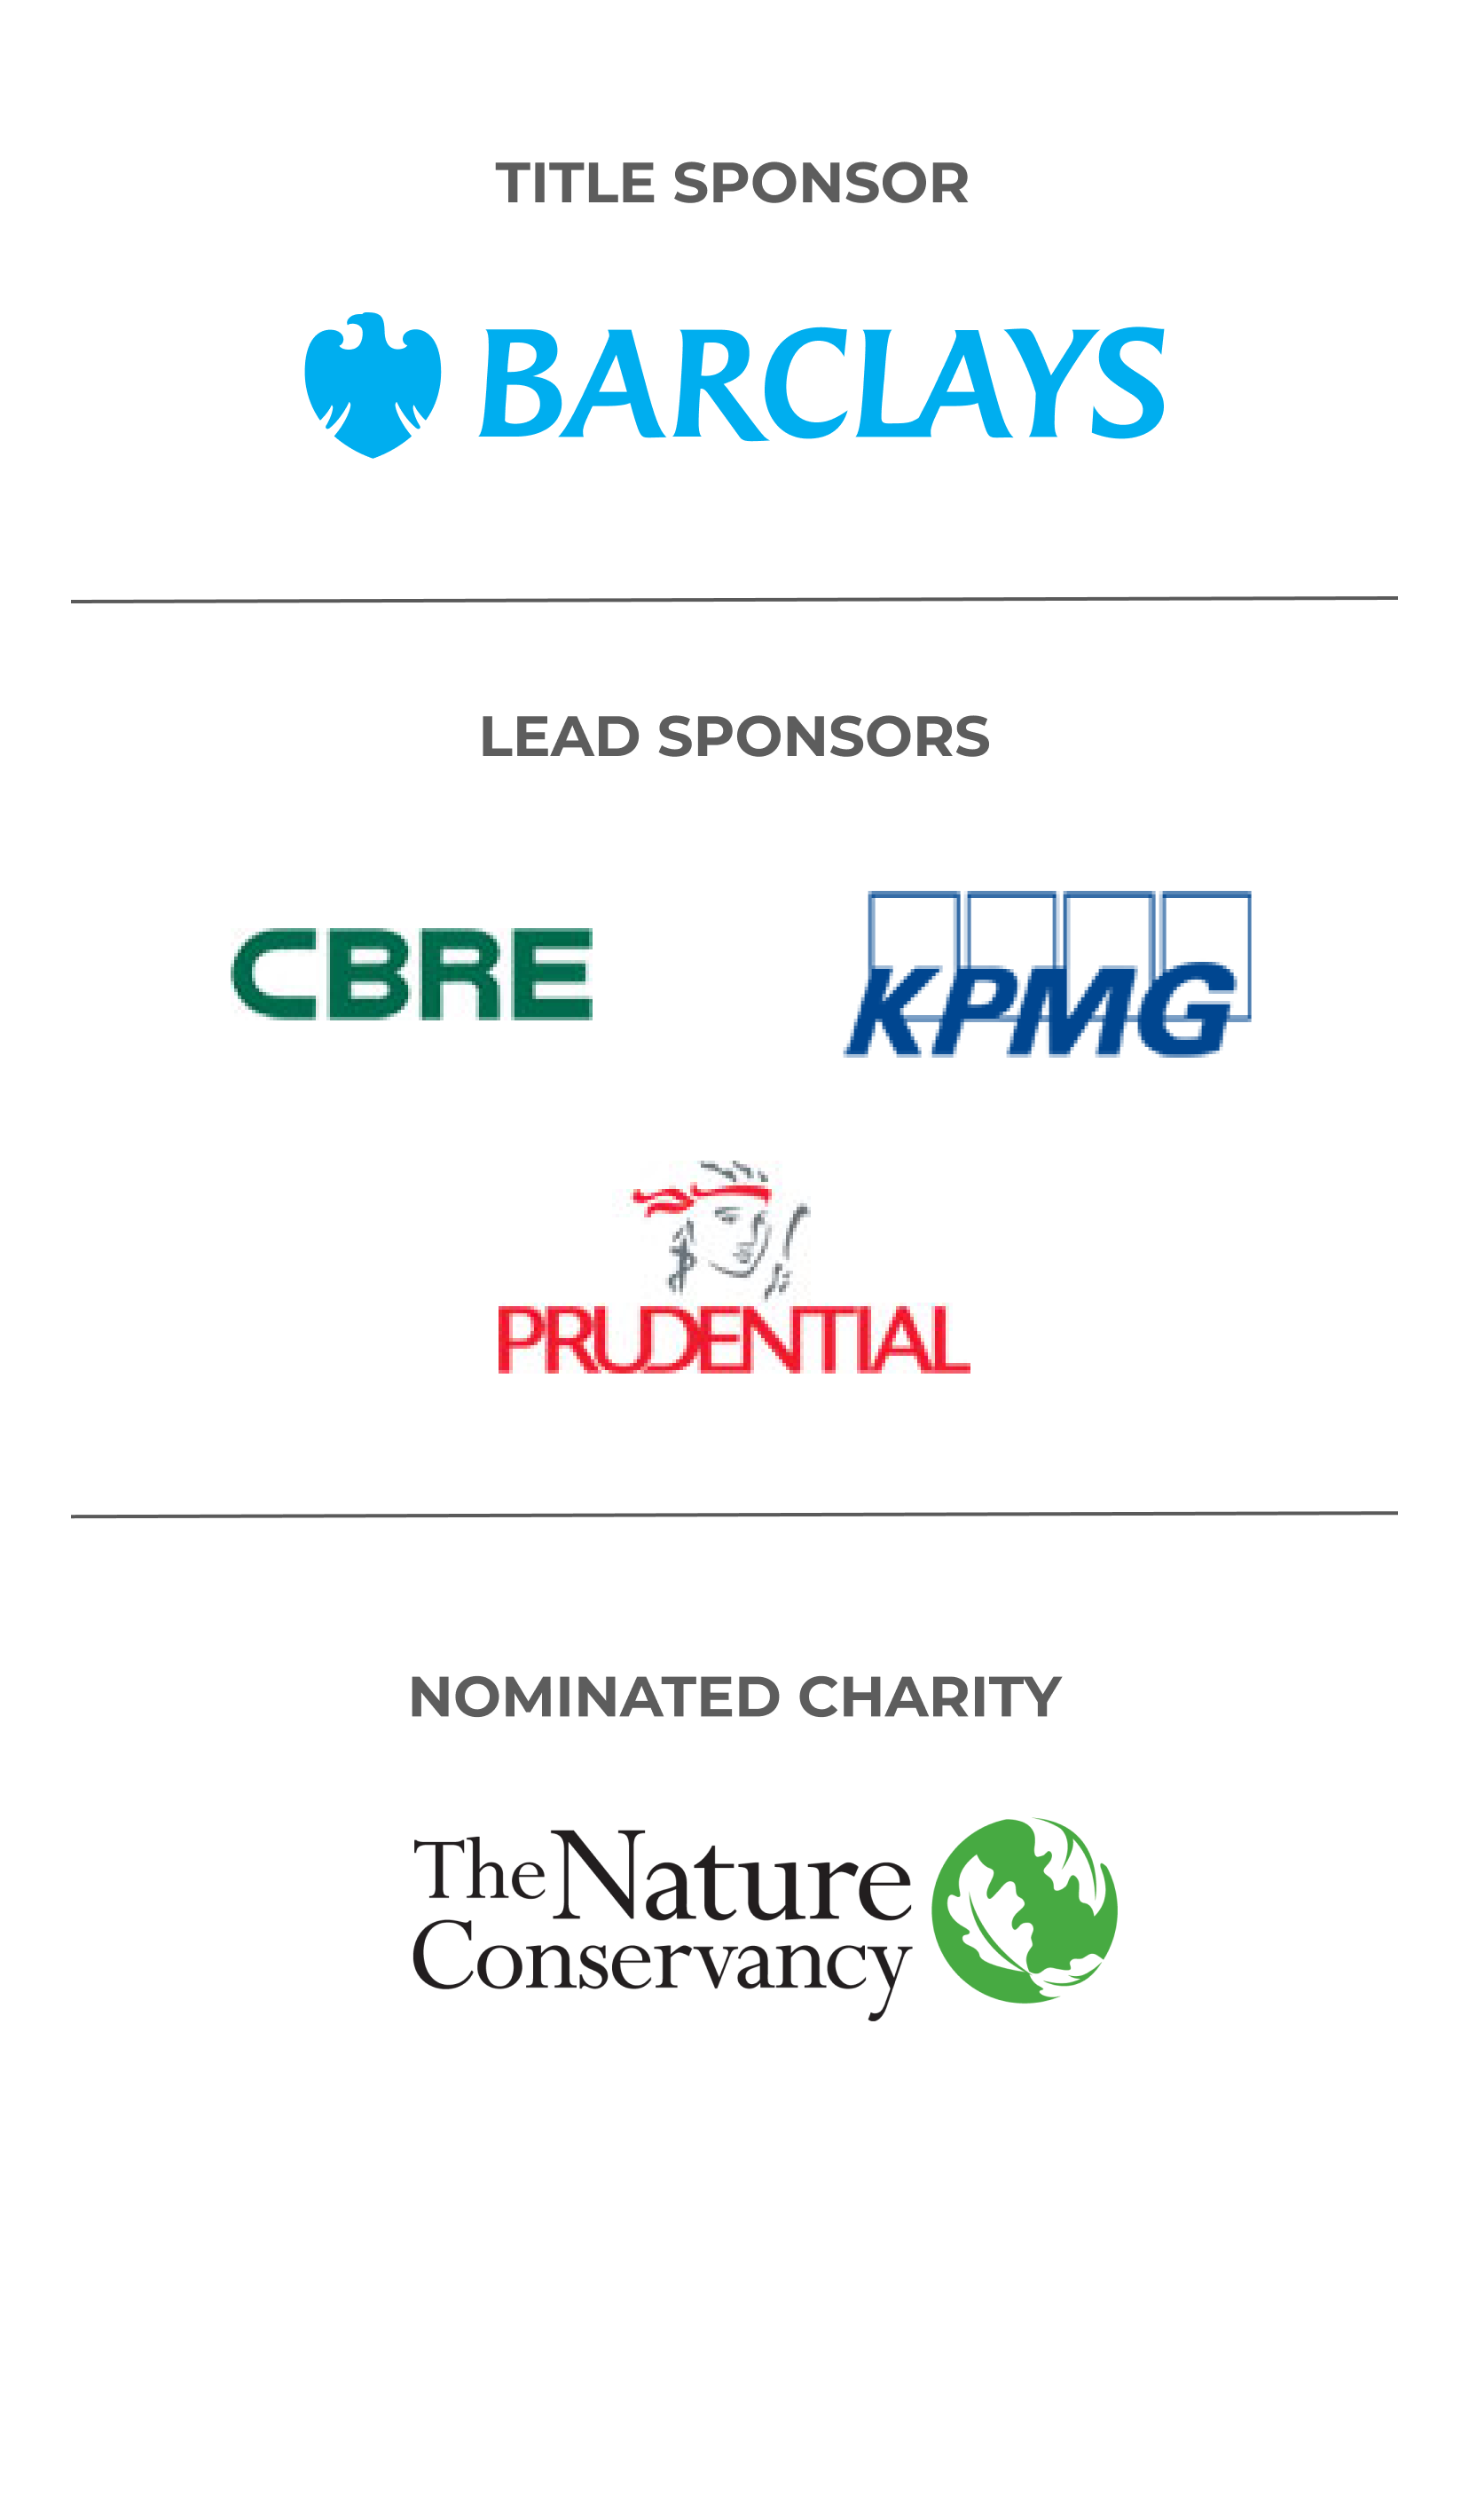 TITLE SPONSOR
BARCLAYS
LEAD SPONSORS
CBRE
KPMG
PRUDENTIAL
NOMINATED CHARITY
The Nature
Conservancy